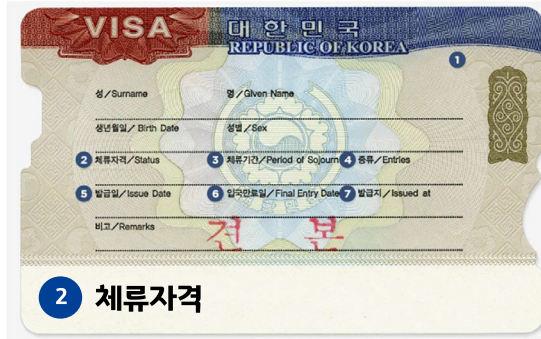 VISA 대한민국
REPUBLIC OF KOREA
1
성/Surname 명/Given Name
생년월일/Birth Date 성별/Sex
2 체류자격/Status 3 체류기간/Period of Sojourn 4 종류/Entries
5 발급일/Issue Date 6 입국만료일/Final Entry Date 7 발급지/Issued at
비고/Remarks 견 본
2 체류자격